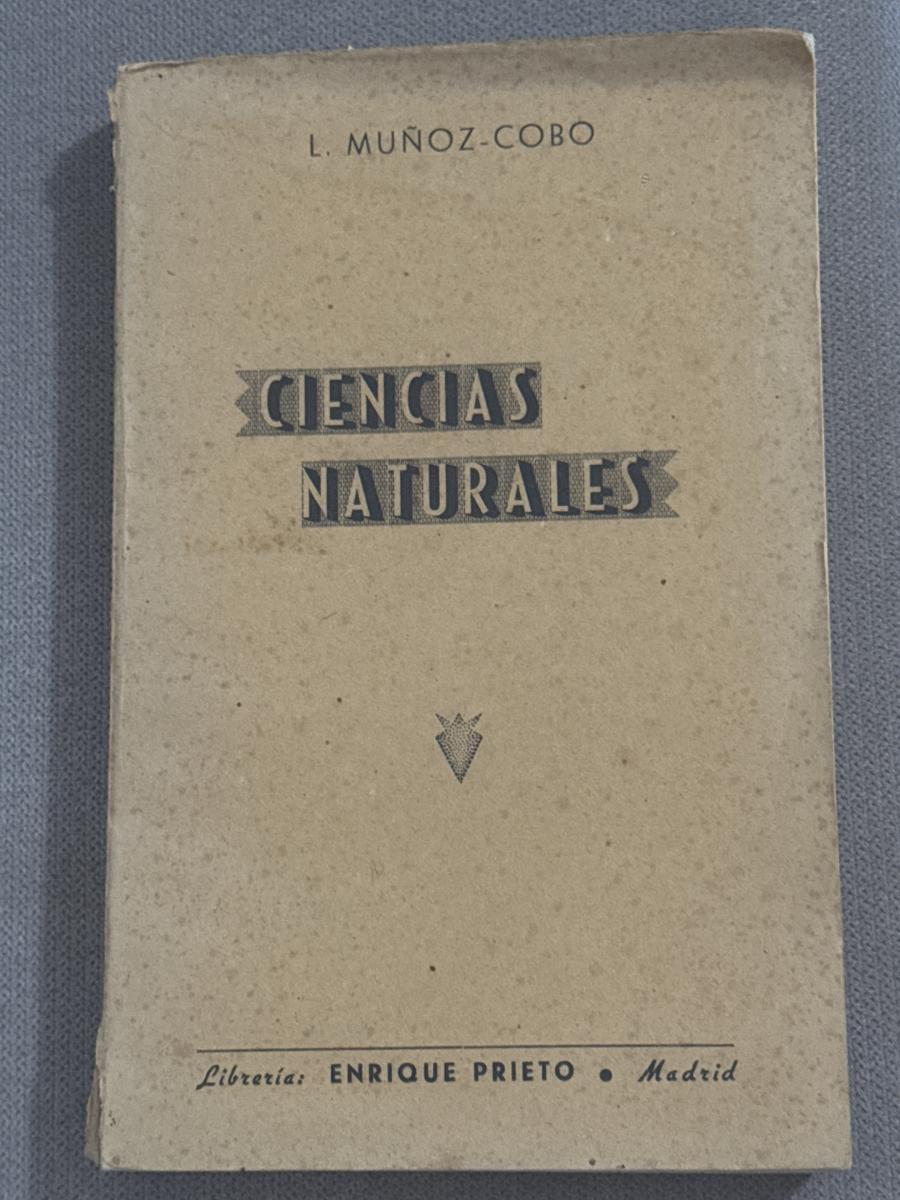 L. MUÑOZ-COBO
CIENCIAS
NATURALES
Librería: ENRIQUE PRIETO • Madrid